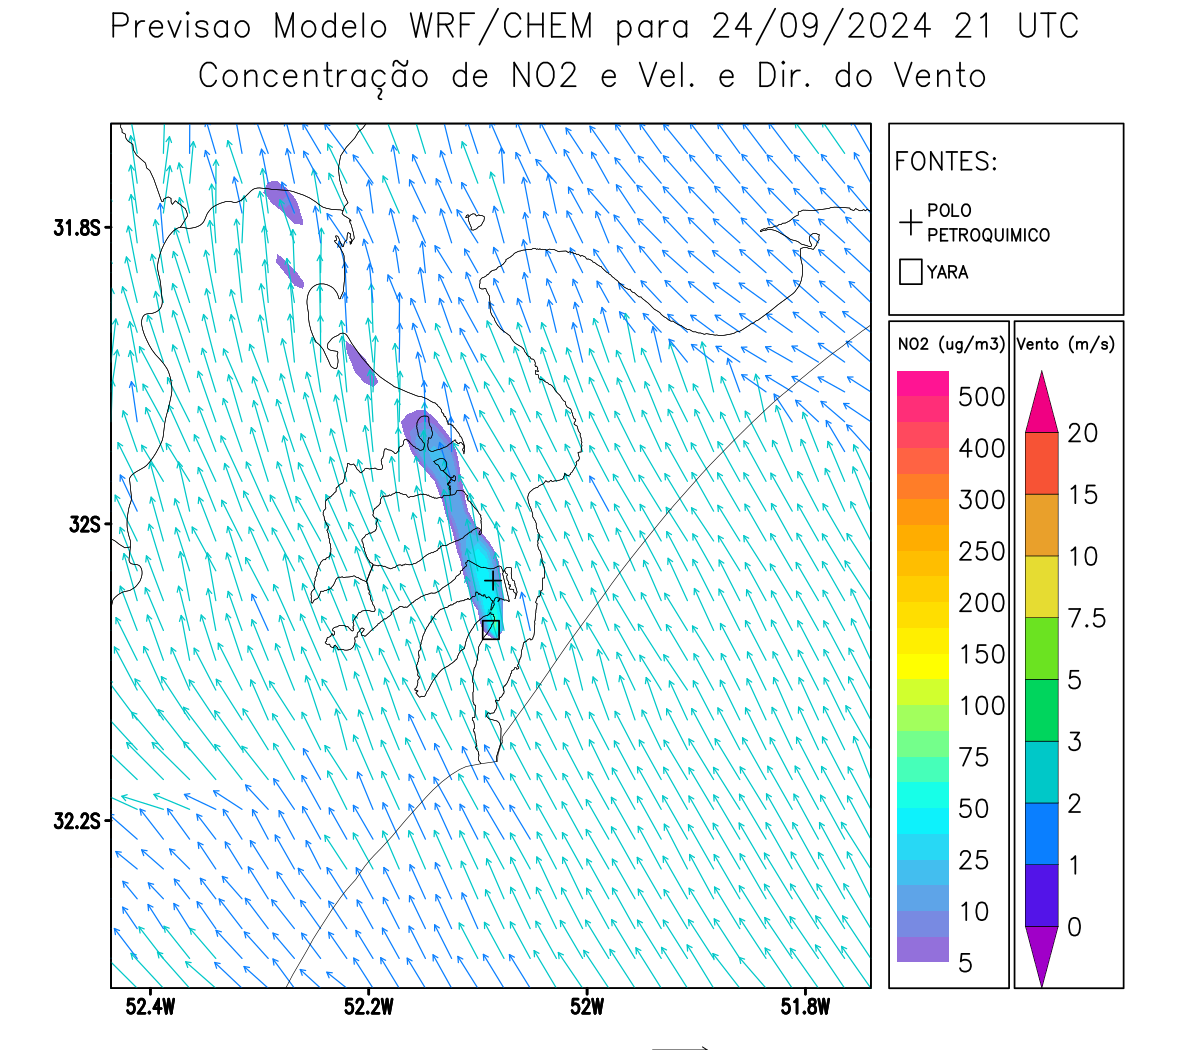 Previsao Modelo WRF/CHEM para 24/09/2024 21 UTC
Concentração de NO2 e Vel. e Dir. do Vento
FONTES:
POLO
PETROQUIMICO
YARA
NO2 (ug/m3)
500
400
300
250
200
150
100
75
50
25
10
5
Vento (m/s)
20
15
10
7.5
5
3
2
1
0
31.8S
32S
32.2S
52.4W
52.2W
52W
51.8W